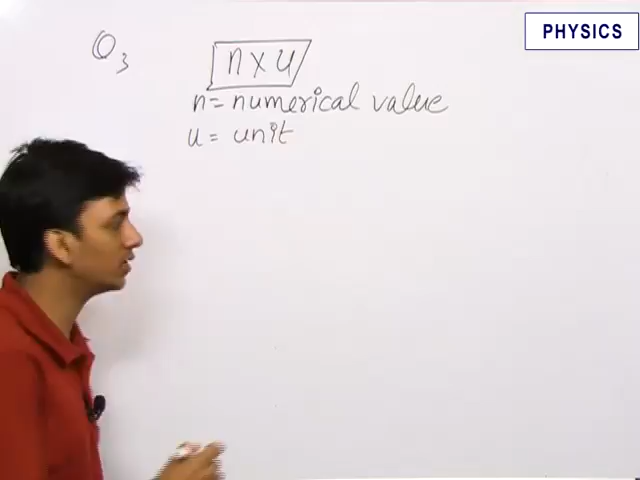 PHYSICS
Q3
n x u
n = numerical value
u = unit